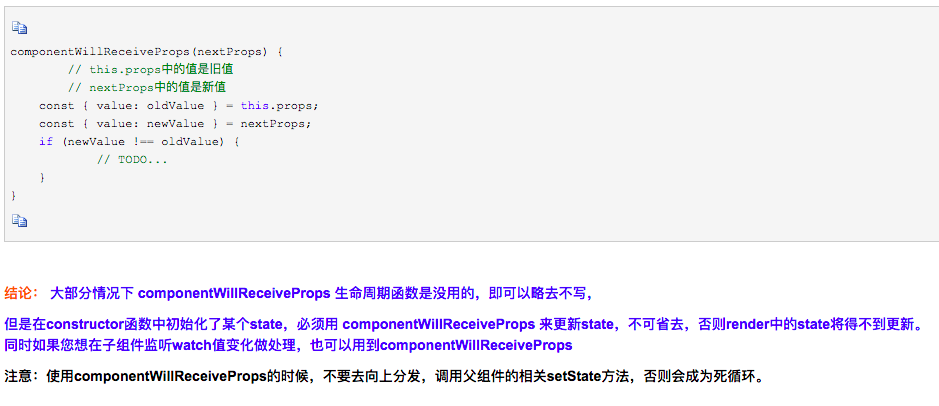 componentWillReceiveProps(nextProps) {
// this.props中的值是旧值
// nextProps中的值是新值
const { value: oldValue } = this.props;
const { value: newValue } = nextProps;
if (newValue !== oldValue) {
// TODO...
}
}
结论： 大部分情况下 componentWillReceiveProps 生命周期函数是没用的，即可以略去不写，
但是在constructor函数中初始化了某个state，必须用 componentWillReceiveProps 来更新state，不可省去，否则render中的state将得不到更新。
同时如果您想在子组件监听watch值变化做处理，也可以用到componentWillReceiveProps
注意：使用componentWillReceiveProps的时候，不要去向上分发，调用父组件的相关setState方法，否则会成为死循环。